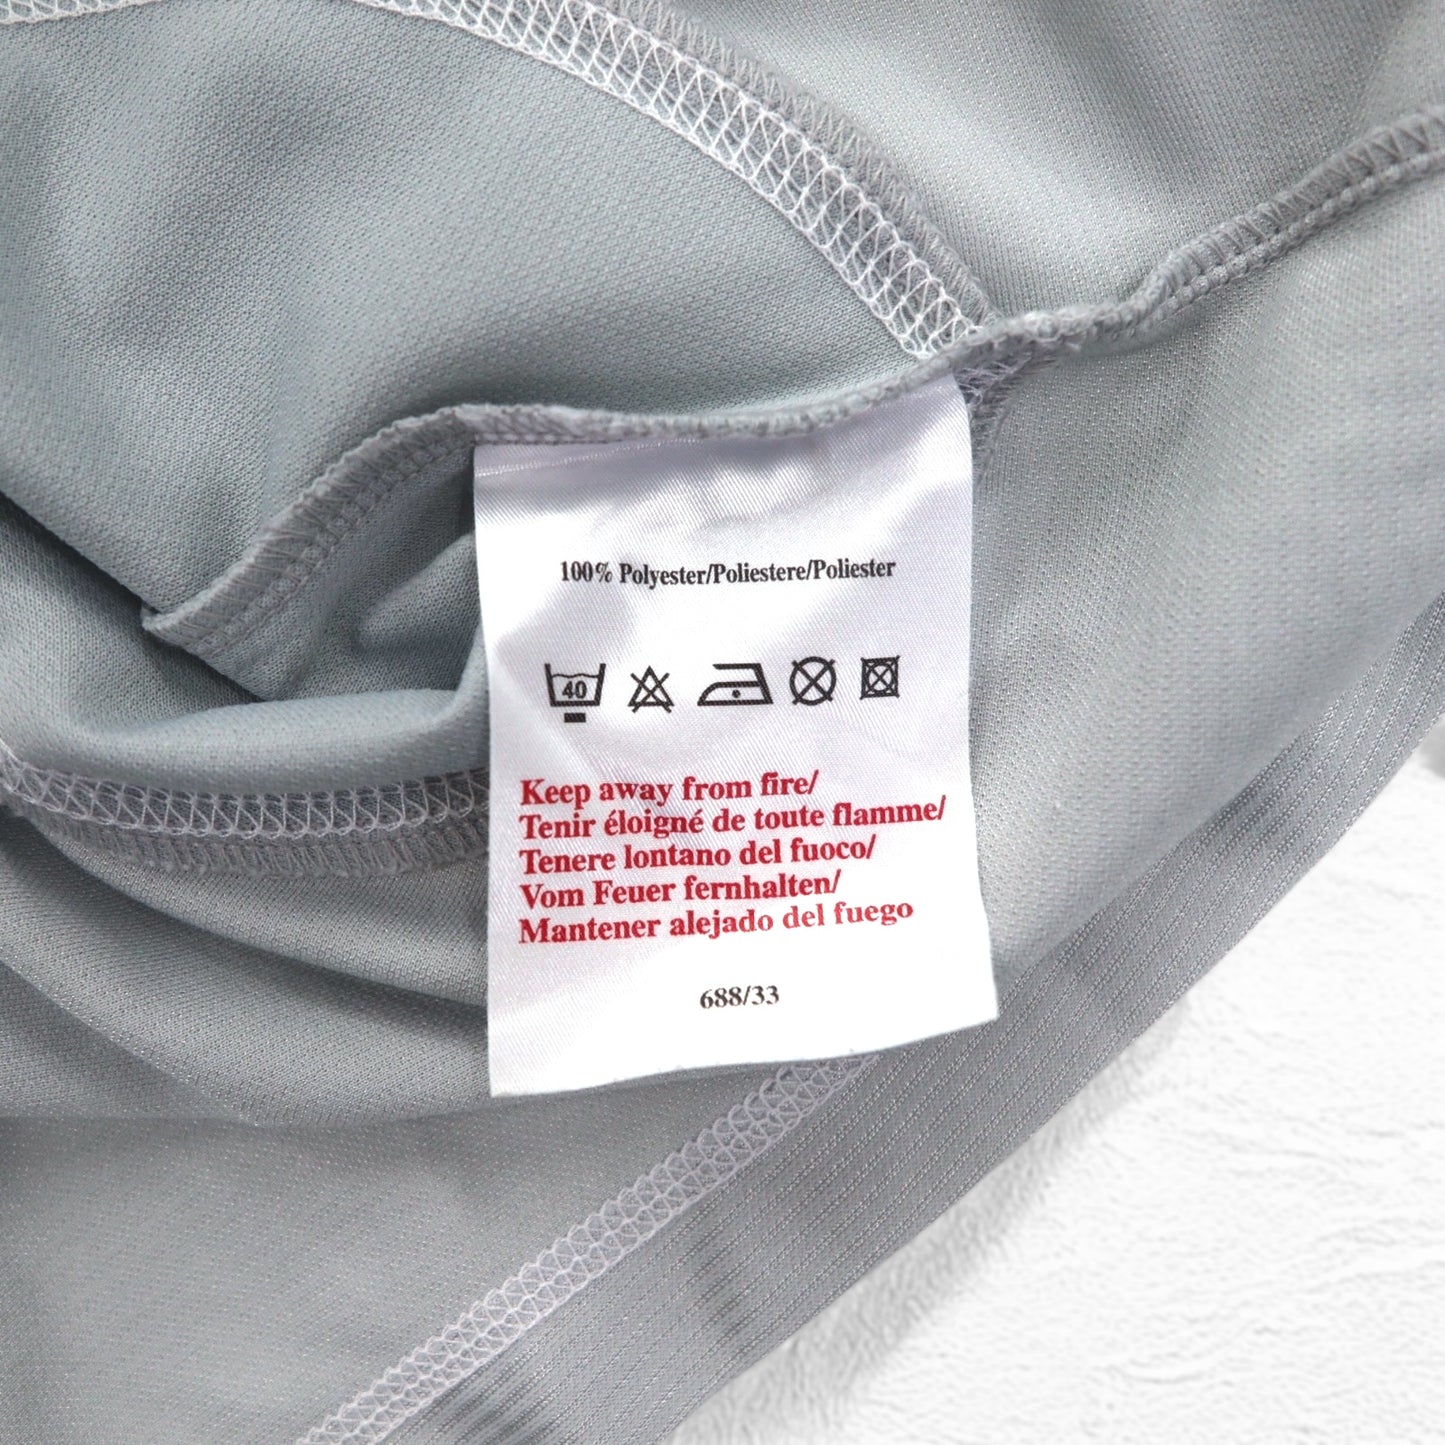 100% Polyester/Poliestere/Poliester
40
Keep away from fire/
Tenir éloigné de toute flamme/
Tenere lontano del fuoco/
Vom Feuer fernhalten/
Mantener alejado del fuego
688/33